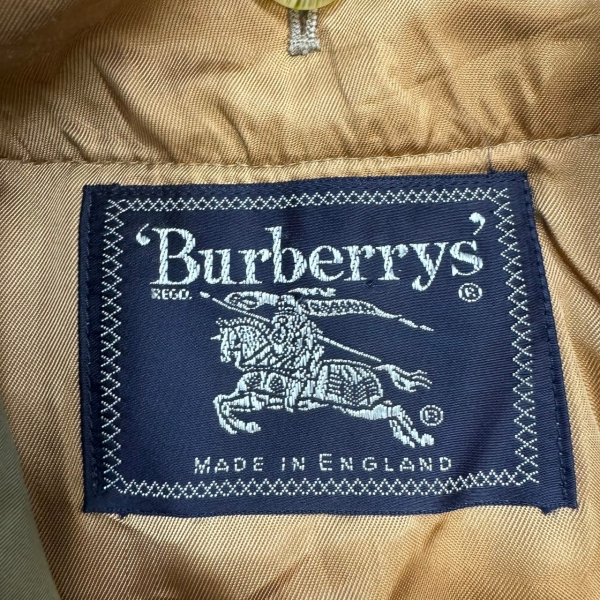 ‘Burberrys’
REGD. ®
®
MADE IN ENGLAND